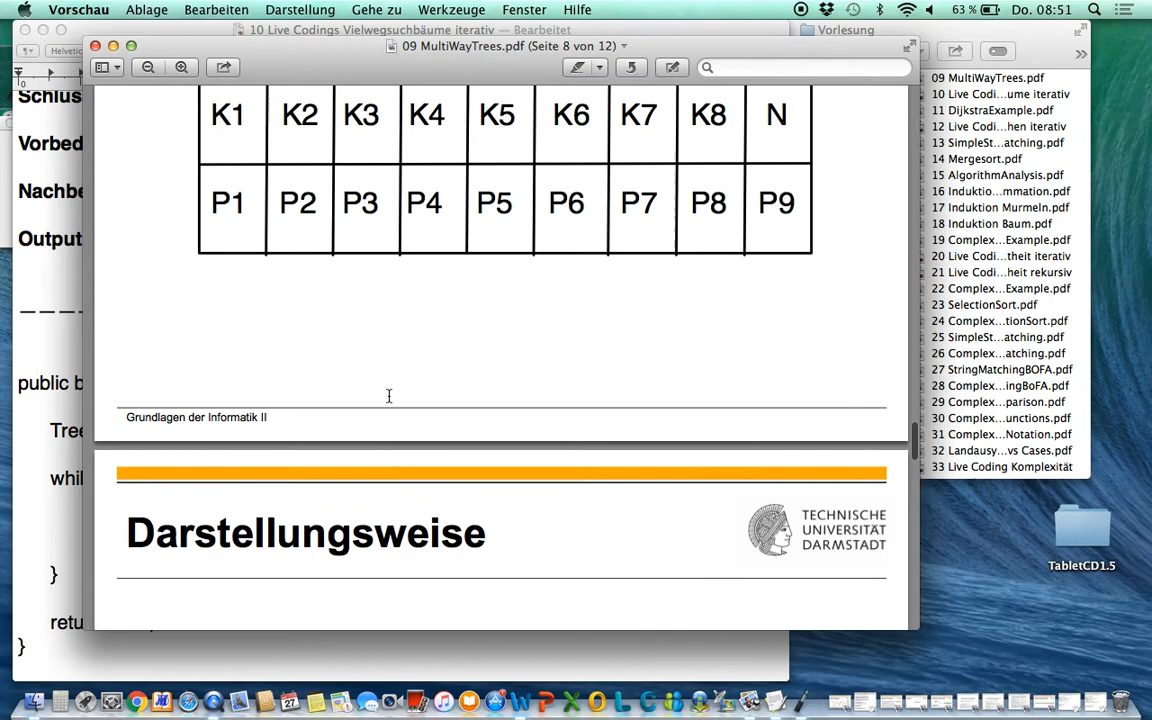 Vorschau Ablage Bearbeiten Darstellung Gehe zu Werkzeuge Fenster Hilfe 63 % Do. 08:51
10 Live Codings Vielwegsuchbäume iterativ — Bearbeitet
Vorlesung
09 MultiWayTrees.pdf (Seite 8 von 12)
Helvetic
Schlus
Vorbed
Nachbe
Output
public b
Tree
whil
}
retu
}
K1 K2 K3 K4 K5 K6 K7 K8 N
P1 P2 P3 P4 P5 P6 P7 P8 P9
Grundlagen der Informatik II
Darstellungsweise
TECHNISCHE
UNIVERSITÄT
DARMSTADT
09 MultiWayTrees.pdf
10 Live Codi...ume iterativ
11 DijkstraExample.pdf
12 Live Codi...hen iterativ
13 SimpleSt...atching.pdf
14 Mergesort.pdf
15 AlgorithmAnalysis.pdf
16 Induktio...mmation.pdf
17 Induktion Murmeln.pdf
18 Induktion Baum.pdf
19 Complex...Example.pdf
20 Live Codi...theit iterativ
21 Live Codi...heit rekursiv
22 Complex...Example.pdf
23 SelectionSort.pdf
24 Complex...tionSort.pdf
25 SimpleSt...atching.pdf
26 Complex...atching.pdf
27 StringMatchingBOFA.pdf
28 Complex...ingBoFA.pdf
29 Complex...parison.pdf
30 Complex...unctions.pdf
31 Complex...Notation.pdf
32 Landausy...vs Cases.pdf
33 Live Coding Komplexität
TabletCD1.5